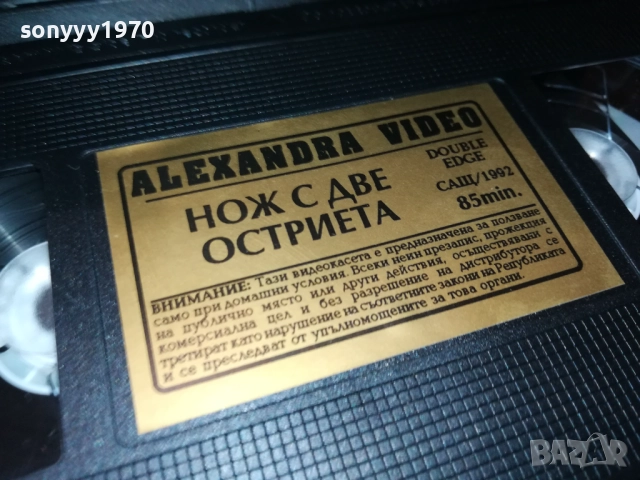 sonyyy1970
ALEXANDRA VIDEO
НОЖ С ДВЕ
ОСТРИЕТА
DOUBLE
EDGE
САЩ/1992
85min.
ВНИМАНИЕ: Тази видеокасета е предназначена за ползване
само при домашни условия. Всеки неин презапис, прожекция
на публично място или други действия, осъществявани с
комерсиална цел и без разрешение на дистрибутора се
третират като нарушение на съответните закони на Републиката
и се преследват от упълномощените за това органи.
BAZAR
bg